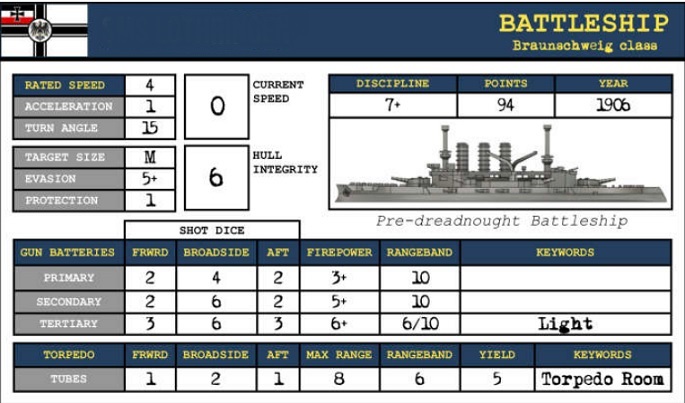 BATTLESHIP
Braunschweig class
RATED SPEED 4
ACCELERATION 1
TURN ANGLE 15
0 CURRENT SPEED
TARGET SIZE M
EVASION 5+
PROTECTION 1
6 HULL INTEGRITY
DISCIPLINE POINTS YEAR
7+ 94 1906
Pre-dreadnought Battleship
SHOT DICE
GUN BATTERIES FRWRD BROADSIDE AFT FIREPOWER RANGEBAND KEYWORDS
PRIMARY 2 4 2 3+ 10
SECONDARY 2 6 2 5+ 10
TERTIARY 3 6 3 6+ 6/10 Light
TORPEDO FRWRD BROADSIDE AFT MAX RANGE RANGEBAND YIELD KEYWORDS
TUBES 1 2 1 8 6 5 Torpedo Room